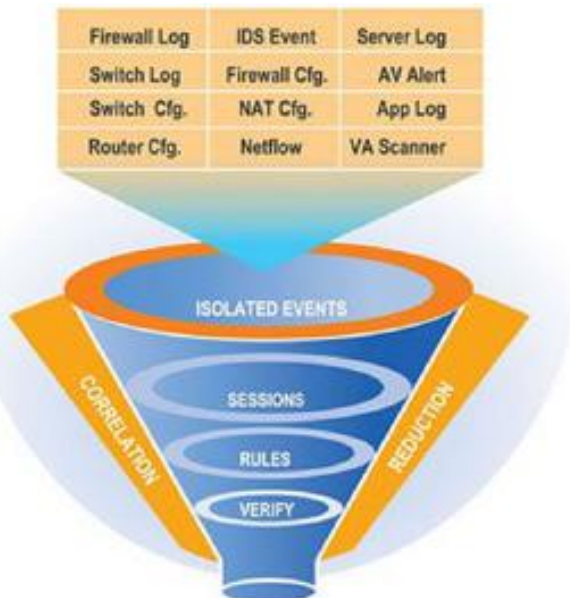 Firewall Log IDS Event Server Log
Switch Log Firewall Cfg. AV Alert
Switch Cfg. NAT Cfg. App Log
Router Cfg. Netflow VA Scanner
ISOLATED EVENTS
CORRELATION
REDUCTION
SESSIONS
RULES
VERIFY